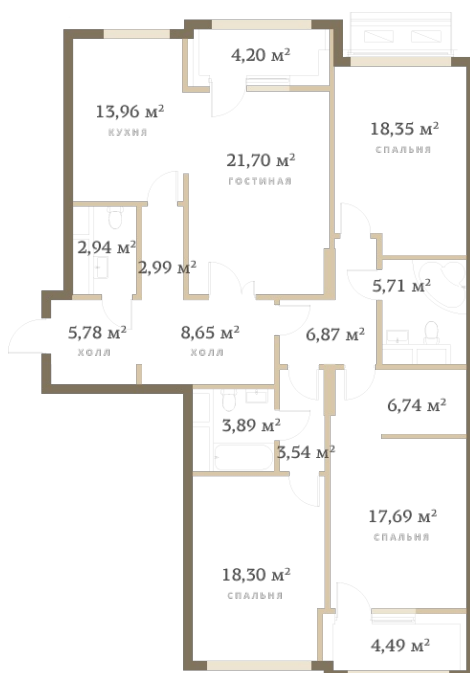 4,20 м²
13,96 м²
КУХНЯ
18,35 м²
СПАЛЬНЯ
21,70 м²
ГОСТИНАЯ
2,94 м²
2,99 м²
5,71 м²
5,78 м²
ХОЛЛ
8,65 м²
ХОЛЛ
6,87 м²
6,74 м²
3,89 м²
3,54 м²
17,69 м²
СПАЛЬНЯ
18,30 м²
СПАЛЬНЯ
4,49 м²